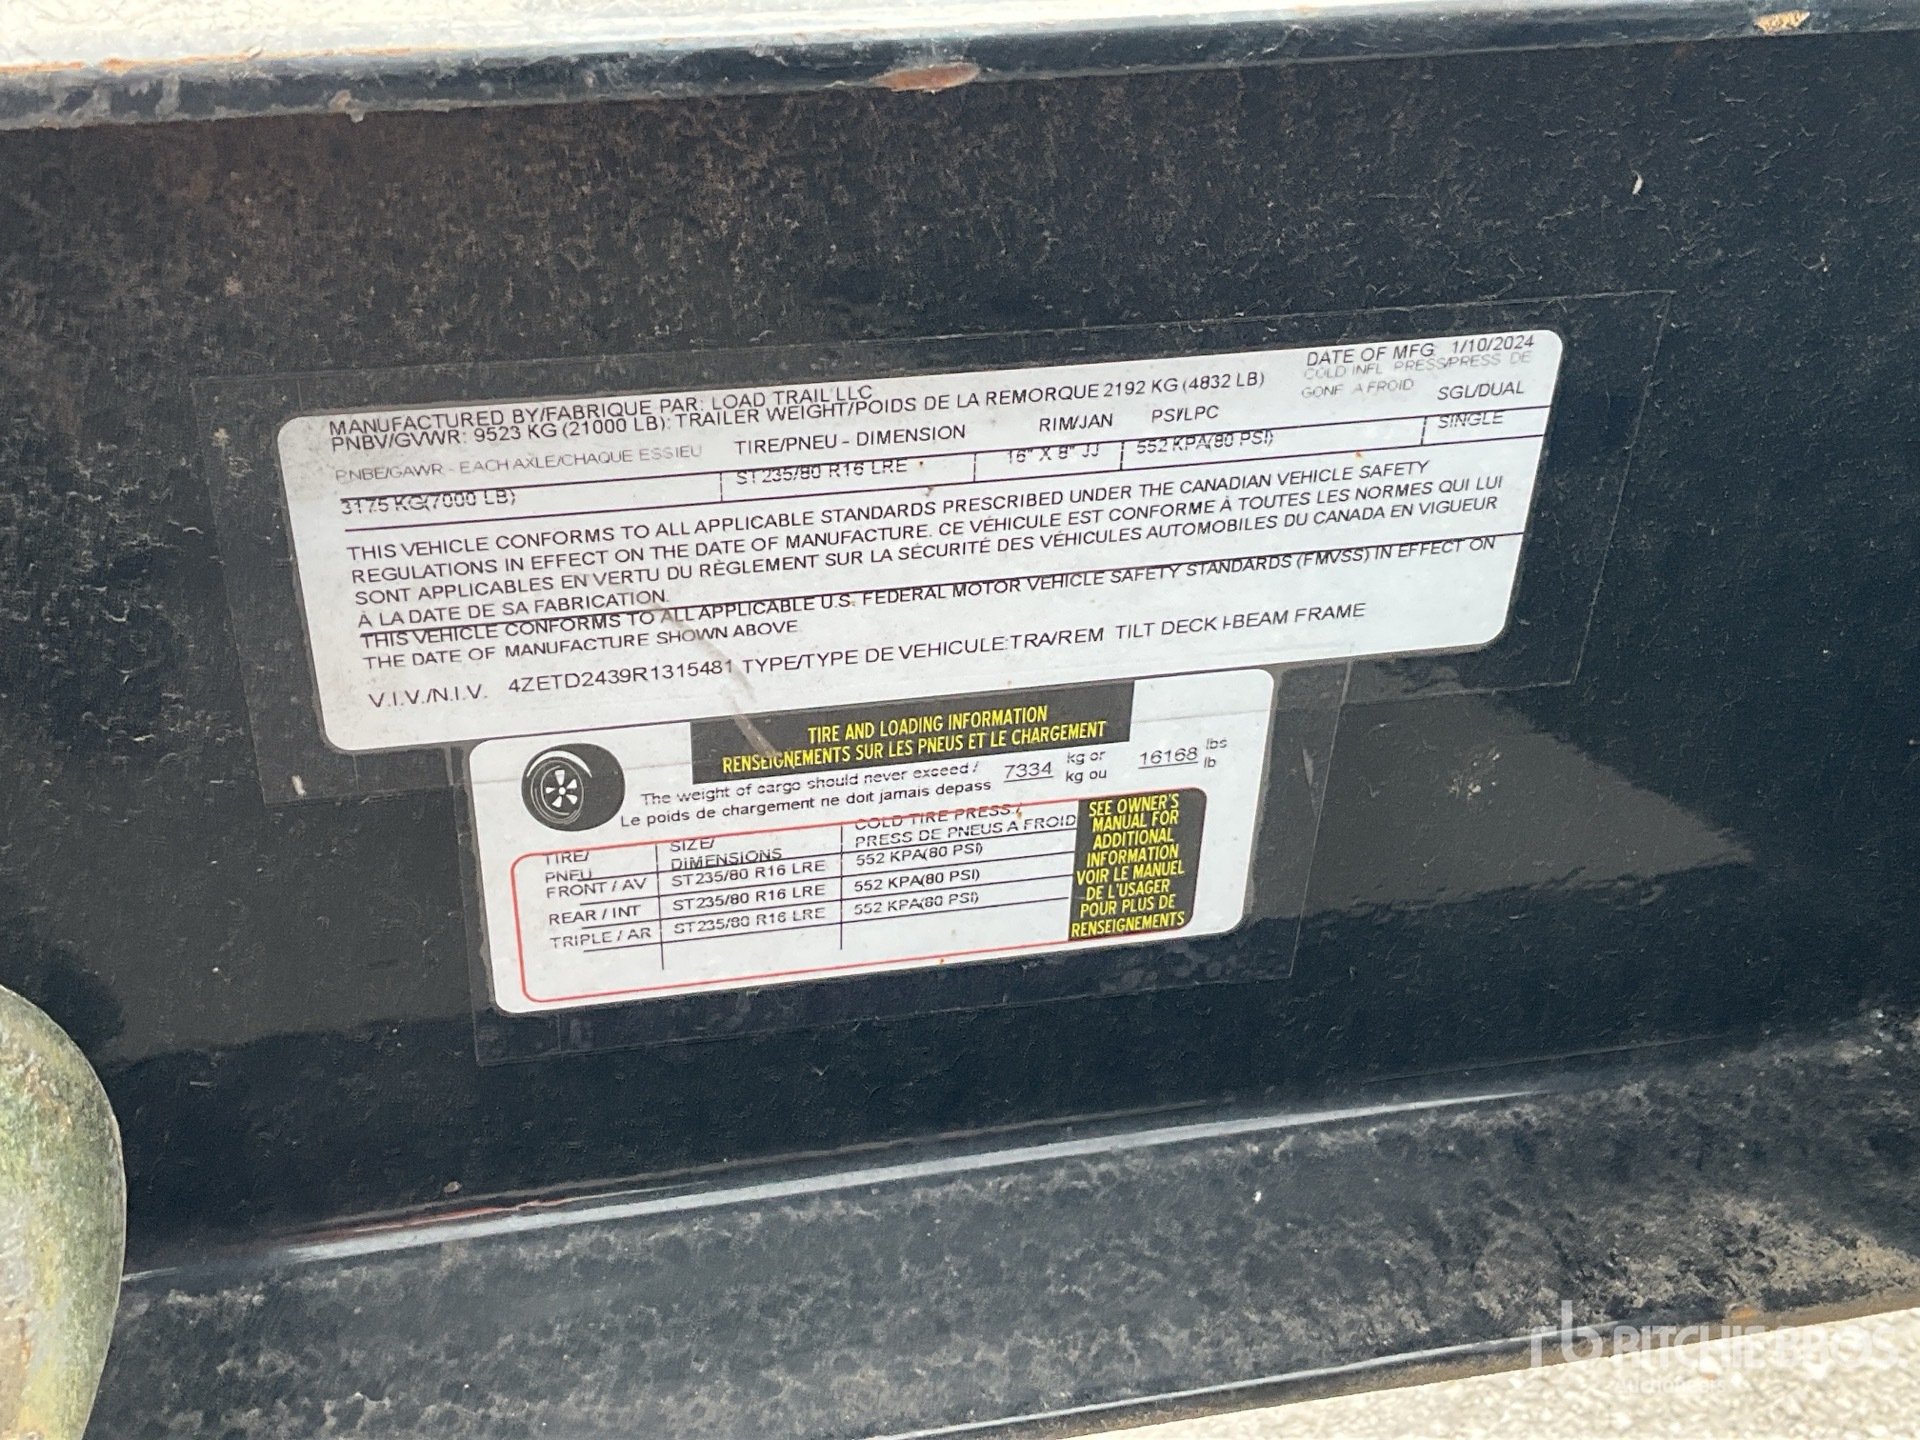 MANUFACTURED BY/FABRIQUE PAR: LOAD TRAIL LLC
DATE OF MFG 1/10/2024
PNBV/GVWR: 9523 KG (21000 LB): TRAILER WEIGHT/POIDS DE LA REMORQUE 2192 KG (4832 LB)
COLD INFL PRESS/PRESS DE
GONF A FROID
PNBE/GAWR - EACH AXLE/CHAQUE ESSIEU
TIRE/PNEU - DIMENSION
RIM/JAN
PSI/LPC
SGL/DUAL
3175 KG(7000 LB)
ST235/80 R16 LRE
16" X 8" JJ
552 KPA(80 PSI)
SINGLE
THIS VEHICLE CONFORMS TO ALL APPLICABLE STANDARDS PRESCRIBED UNDER THE CANADIAN VEHICLE SAFETY
REGULATIONS IN EFFECT ON THE DATE OF MANUFACTURE. CE VÉHICULE EST CONFORME À TOUTES LES NORMES QUI LUI
SONT APPLICABLES EN VERTU DU RÈGLEMENT SUR LA SÉCURITÉ DES VÉHICULES AUTOMOBILES DU CANADA EN VIGUEUR
À LA DATE DE SA FABRICATION.
THIS VEHICLE CONFORMS TO ALL APPLICABLE U.S. FEDERAL MOTOR VEHICLE SAFETY STANDARDS (FMVSS) IN EFFECT ON
THE DATE OF MANUFACTURE SHOWN ABOVE
V.I.V./N.I.V. 4ZETD2439R1315481 TYPE/TYPE DE VEHICULE:TRA/REM TILT DECK I-BEAM FRAME
TIRE AND LOADING INFORMATION
RENSEIGNEMENTS SUR LES PNEUS ET LE CHARGEMENT
The weight of cargo should never exceed / 7334 kg or 16168 lbs
Le poids de chargement ne doit jamais depass kg ou lb
TIRE/
PNEU
SIZE/
DIMENSIONS
COLD TIRE PRESS./
PRESS DE PNEUS A FROID
FRONT / AV ST235/80 R16 LRE 552 KPA(80 PSI)
REAR / INT ST235/80 R16 LRE 552 KPA(80 PSI)
TRIPLE / AR ST235/80 R16 LRE 552 KPA(80 PSI)
SEE OWNER'S
MANUAL FOR
ADDITIONAL
INFORMATION
VOIR LE MANUEL
DE L'USAGER
POUR PLUS DE
RENSEIGNEMENTS
rb RITCHIE BROS.